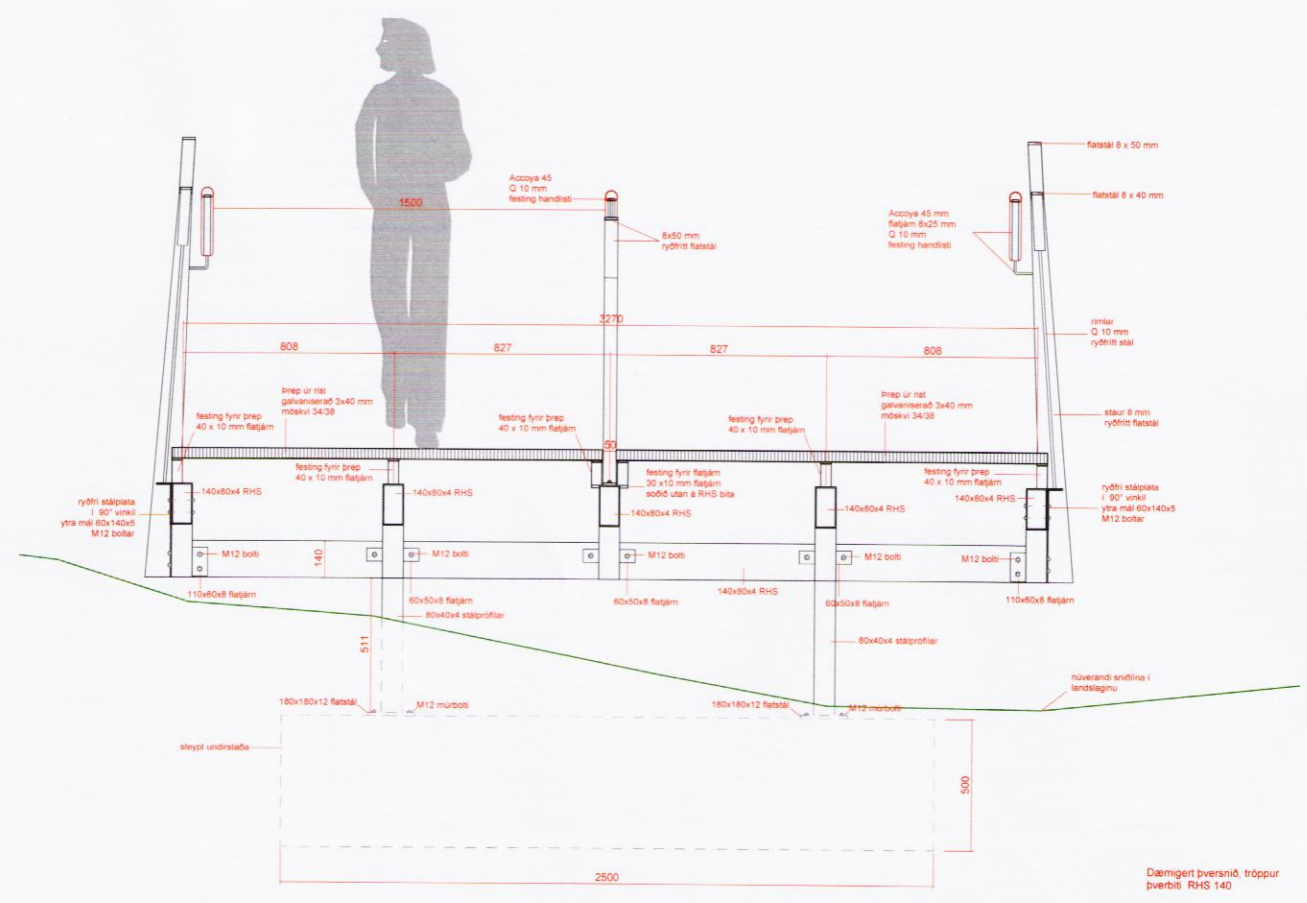 flatstál 8 x 50 mm
Accoya 45
Q 10 mm
festing handlisti
flatstál 8 x 40 mm
1500
Accoya 45 mm
flatjárn 8x25 mm
Q 10 mm
festing handlisti
8x50 mm
ryðfrítt flatstál
3270
rimlar
Q 10 mm
ryðfrítt stál
808
827
827
808
Þrep úr rist
galvaniserað 3x40 mm
möskvi 34/38
Þrep úr rist
galvaniserað 3x40 mm
möskvi 34/38
festing fyrir þrep
40 x 10 mm flatjárn
festing fyrir þrep
40 x 10 mm flatjárn
festing fyrir þrep
40 x 10 mm flatjárn
staur 8 mm
ryðfrítt flatstál
50
festing fyrir þrep
40 x 10 mm flatjárn
festing fyrir flatjárn
30 x10 mm flatjárn
soðið utan á RHS bita
festing fyrir þrep
40 x 10 mm flatjárn
ryðfrí stálplata
í 90° vinkil
ytra mál 60x140x5
M12 boltar
140x80x4 RHS
140x80x4 RHS
140x80x4 RHS
140x80x4 RHS
140x80x4 RHS
ryðfrí stálplata
í 90° vinkil
ytra mál 60x140x5
M12 boltar
M12 bolti
140
M12 bolti
M12 bolti
M12 bolti
M12 bolti
110x60x8 flatjárn
60x50x8 flatjárn
60x50x8 flatjárn
140x80x4 RHS
60x50x8 flatjárn
110x60x8 flatjárn
80x40x4 stálprófílar
511
80x40x4 stálprófílar
núverandi sniðlína í
landslaginu
180x180x12 flatstál
M12 múrbolti
180x180x12 flatstál
M12 múrbolti
sleypt undirstaða
500
2500
Dæmigert þversnið, tröppur
þverbiti RHS 140